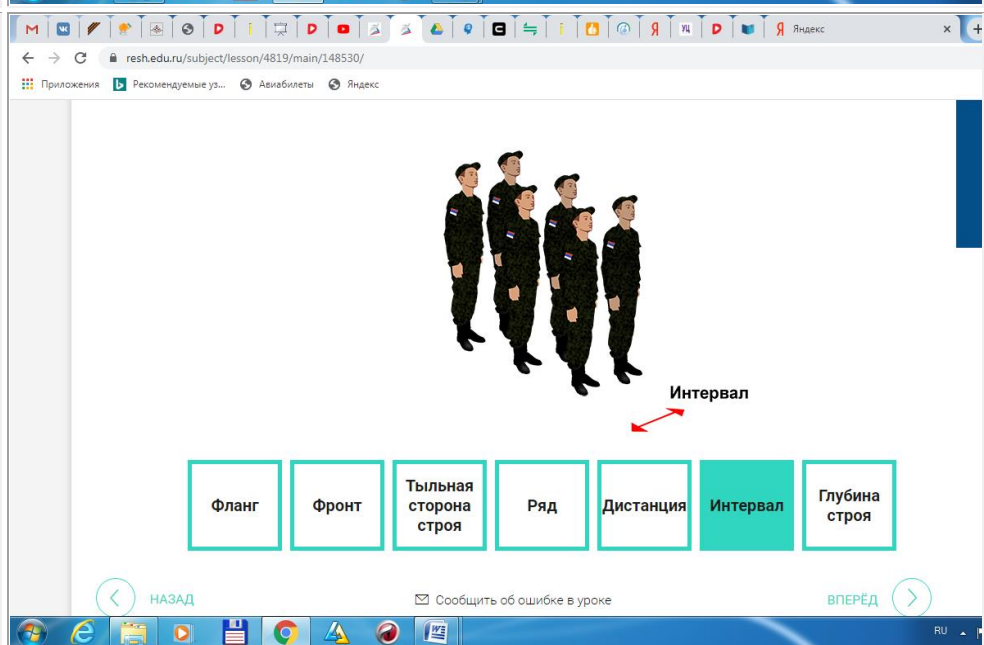 Яндекс
resh.edu.ru/subject/lesson/4819/main/148530/
Приложения
Рекомендуемые уз...
Авиабилеты
Яндекс
Интервал
Фланг
Фронт
Тыльная
сторона
строя
Ряд
Дистанция
Интервал
Глубина
строя
НАЗАД
Сообщить об ошибке в уроке
ВПЕРЁД
RU